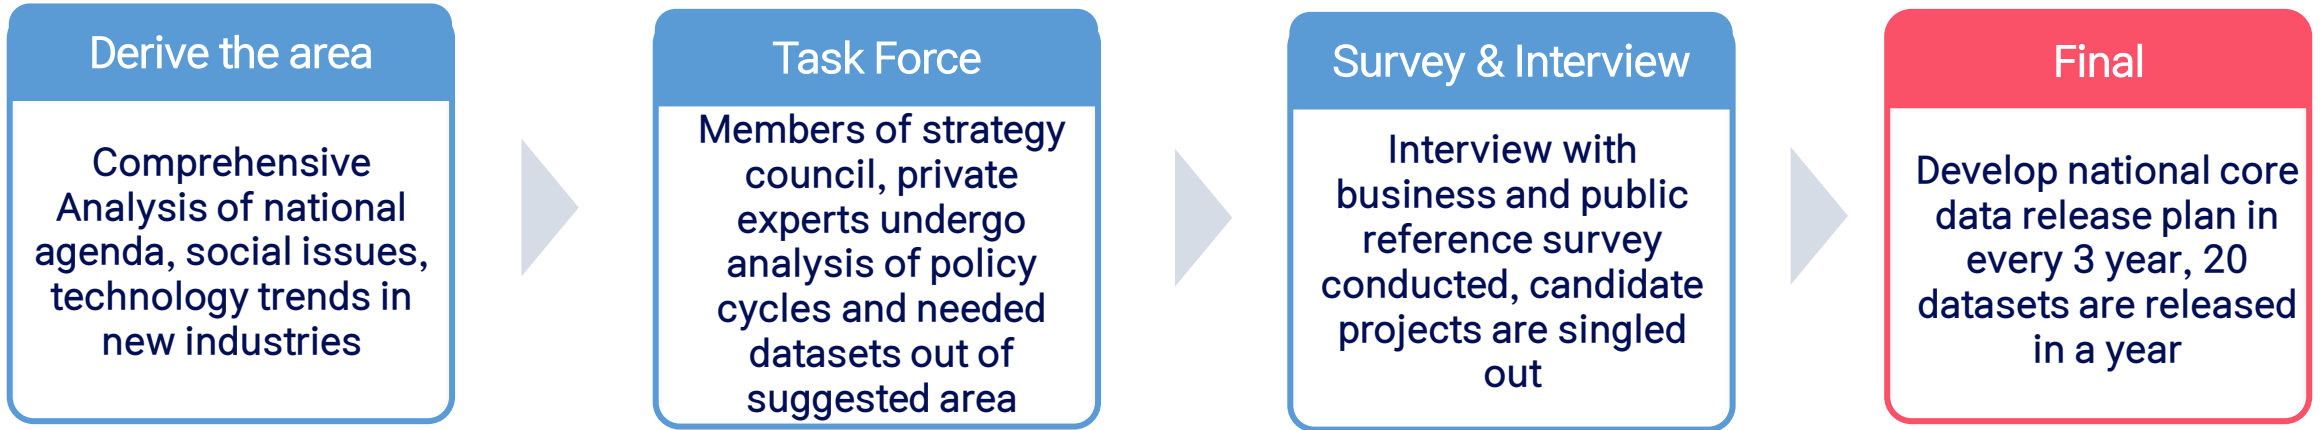 Derive the area
Comprehensive
Analysis of national
agenda, social issues,
technology trends in
new industries
Task Force
Members of strategy
council, private
experts undergo
analysis of policy
cycles and needed
datasets out of
suggested area
Survey & Interview
Interview with
business and public
reference survey
conducted, candidate
projects are singled
out
Final
Develop national core
data release plan in
every 3 year, 20
datasets are released
in a year